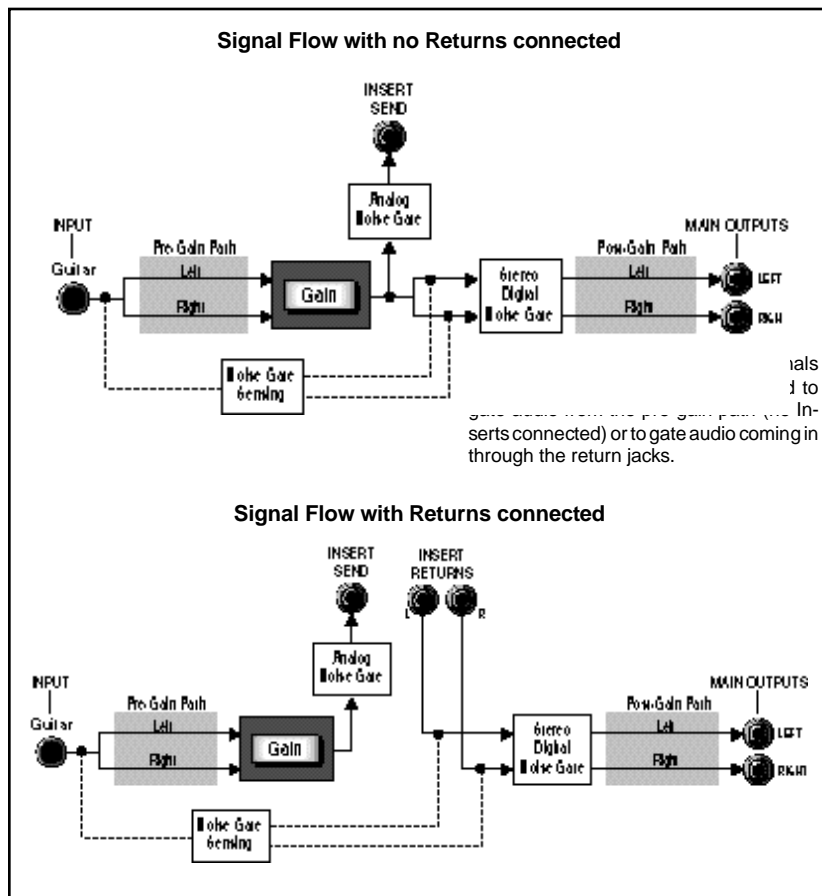 Signal Flow with no Returns connected
INSERT
SEND
Analog
Noise Gate
INPUT
Guitar
Pre-Gain Path
Left
Right
Gain
Stereo
Digital
Noise Gate
Post-Gain Path
Left
Right
MAIN OUTPUTS
LEFT
RIGH
Noise Gate
Sensing
nals
d to
gate audio from the pre gain path (no In-
serts connected) or to gate audio coming in
through the return jacks.
Signal Flow with Returns connected
INSERT
SEND
INSERT
RETURNS
L
R
Analog
Noise Gate
INPUT
Guitar
Pre-Gain Path
Left
Right
Gain
Stereo
Digital
Noise Gate
Post-Gain Path
Left
Right
MAIN OUTPUTS
LEFT
RIGHT
Noise Gate
Sensing